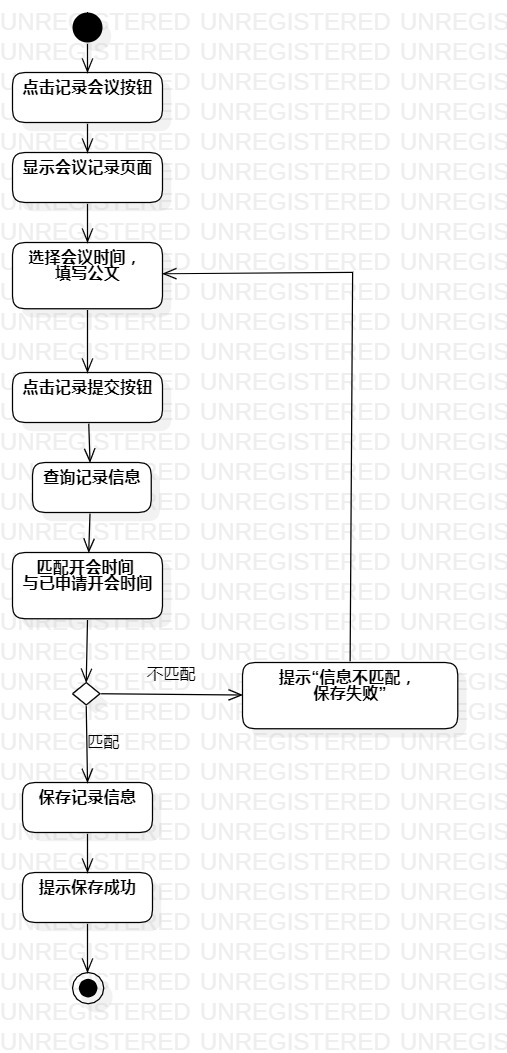 点击记录会议按钮
显示会议记录页面
选择会议时间，
填写公文
点击记录提交按钮
查询记录信息
匹配开会时间
与已申请开会时间
不匹配
提示“信息不匹配，
保存失败”
匹配
保存记录信息
提示保存成功